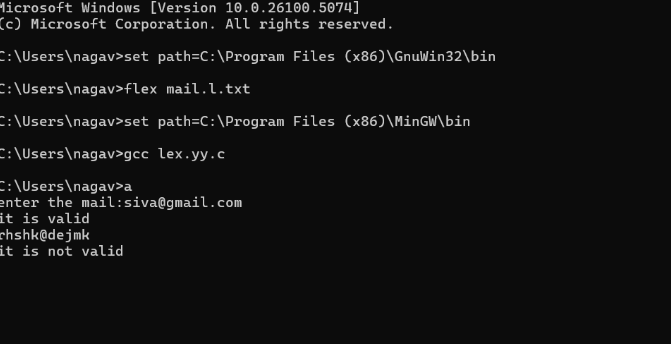 Microsoft Windows [Version 10.0.26100.5074]
(c) Microsoft Corporation. All rights reserved.
C:\Users\nagav>set path=C:\Program Files (x86)\GnuWin32\bin
C:\Users\nagav>flex mail.l.txt
C:\Users\nagav>set path=C:\Program Files (x86)\MinGW\bin
C:\Users\nagav>gcc lex.yy.c
C:\Users\nagav>a
enter the mail:siva@gmail.com
it is valid
rhshk@dejmk
it is not valid